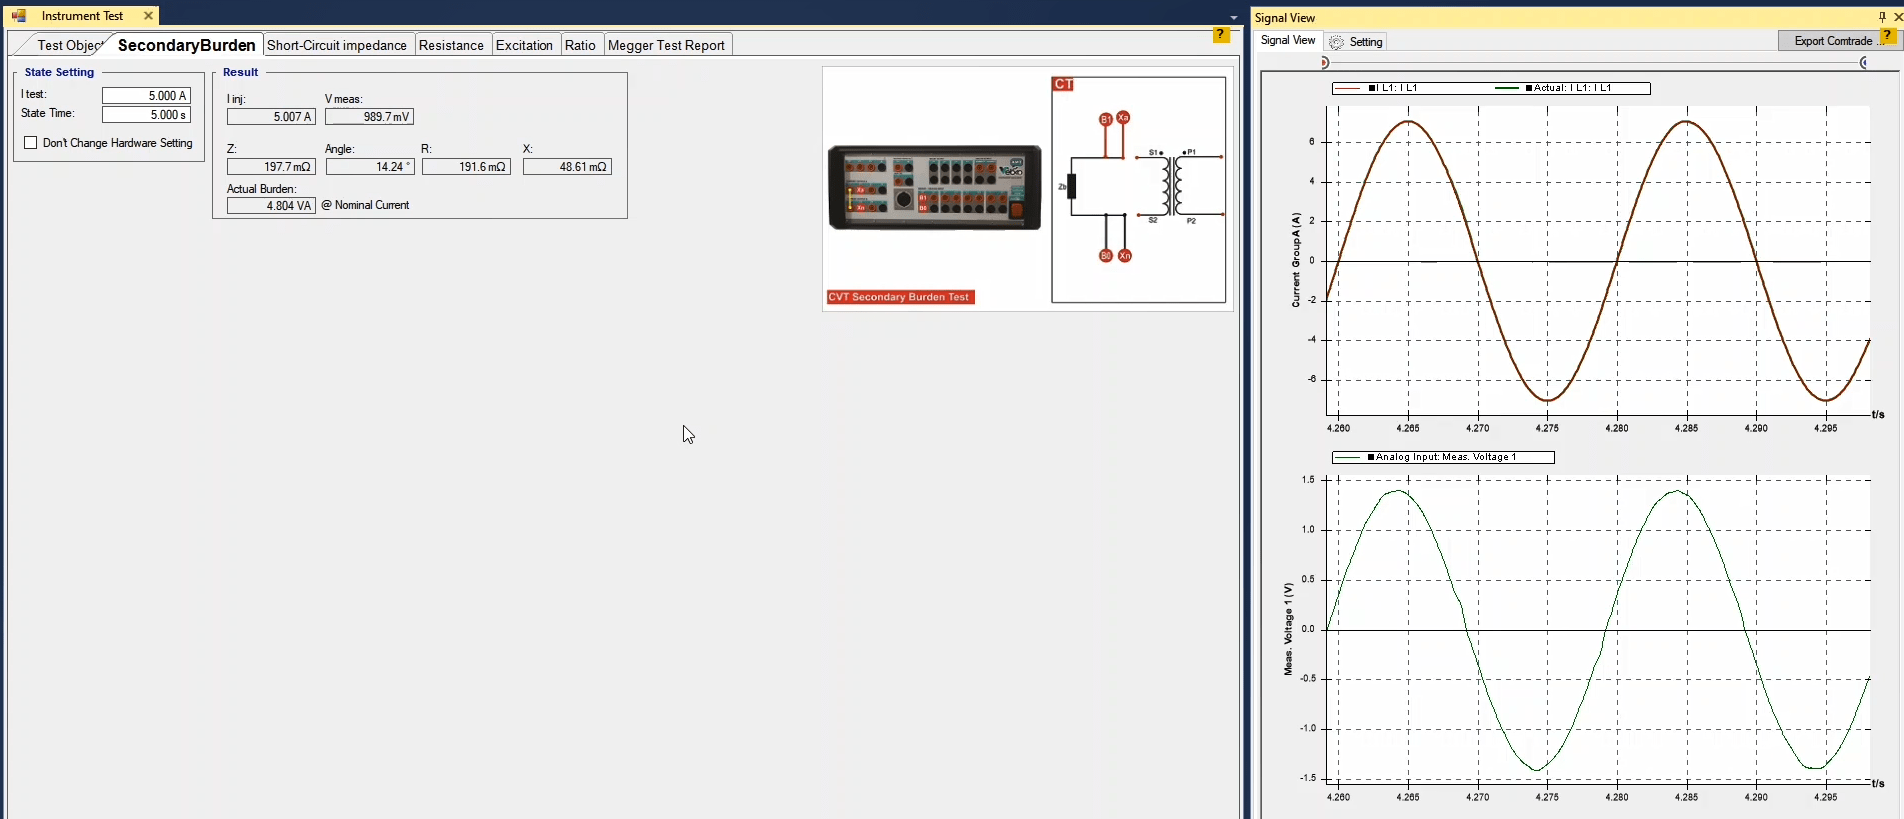 Instrument Test
Test Objec
SecondaryBurden
Short-Circuit impedance
Resistance
Excitation
Ratio
Megger Test Report
?
State Setting
I test:
5.000 A
State Time:
5.000 s
Don't Change Hardware Setting
Result
I inj:
V meas:
5.007 A
989.7 mV
Z:
Angle:
R:
X:
197.7 mΩ
14.24 °
191.6 mΩ
48.61 mΩ
Actual Burden:
4.804 VA
@ Nominal Current
CT
B1
Xa
S1
P1
Zb
S2
P2
B0
Xn
Xa
Xn
B1
B0
CVT Secondary Burden Test
Signal View
Signal View
Setting
Export Comtrade ...
?
I L1: I L1
Actual: I L1: I L1
Current Group A (A)
6
4
2
0
-2
-4
-6
t/s
4.260
4.265
4.270
4.275
4.280
4.285
4.290
4.295
Analog Input: Meas. Voltage 1
Meas. Voltage 1 (V)
1.5
1.0
0.5
0.0
-0.5
-1.0
-1.5
t/s
4.260
4.265
4.270
4.275
4.280
4.285
4.290
4.295